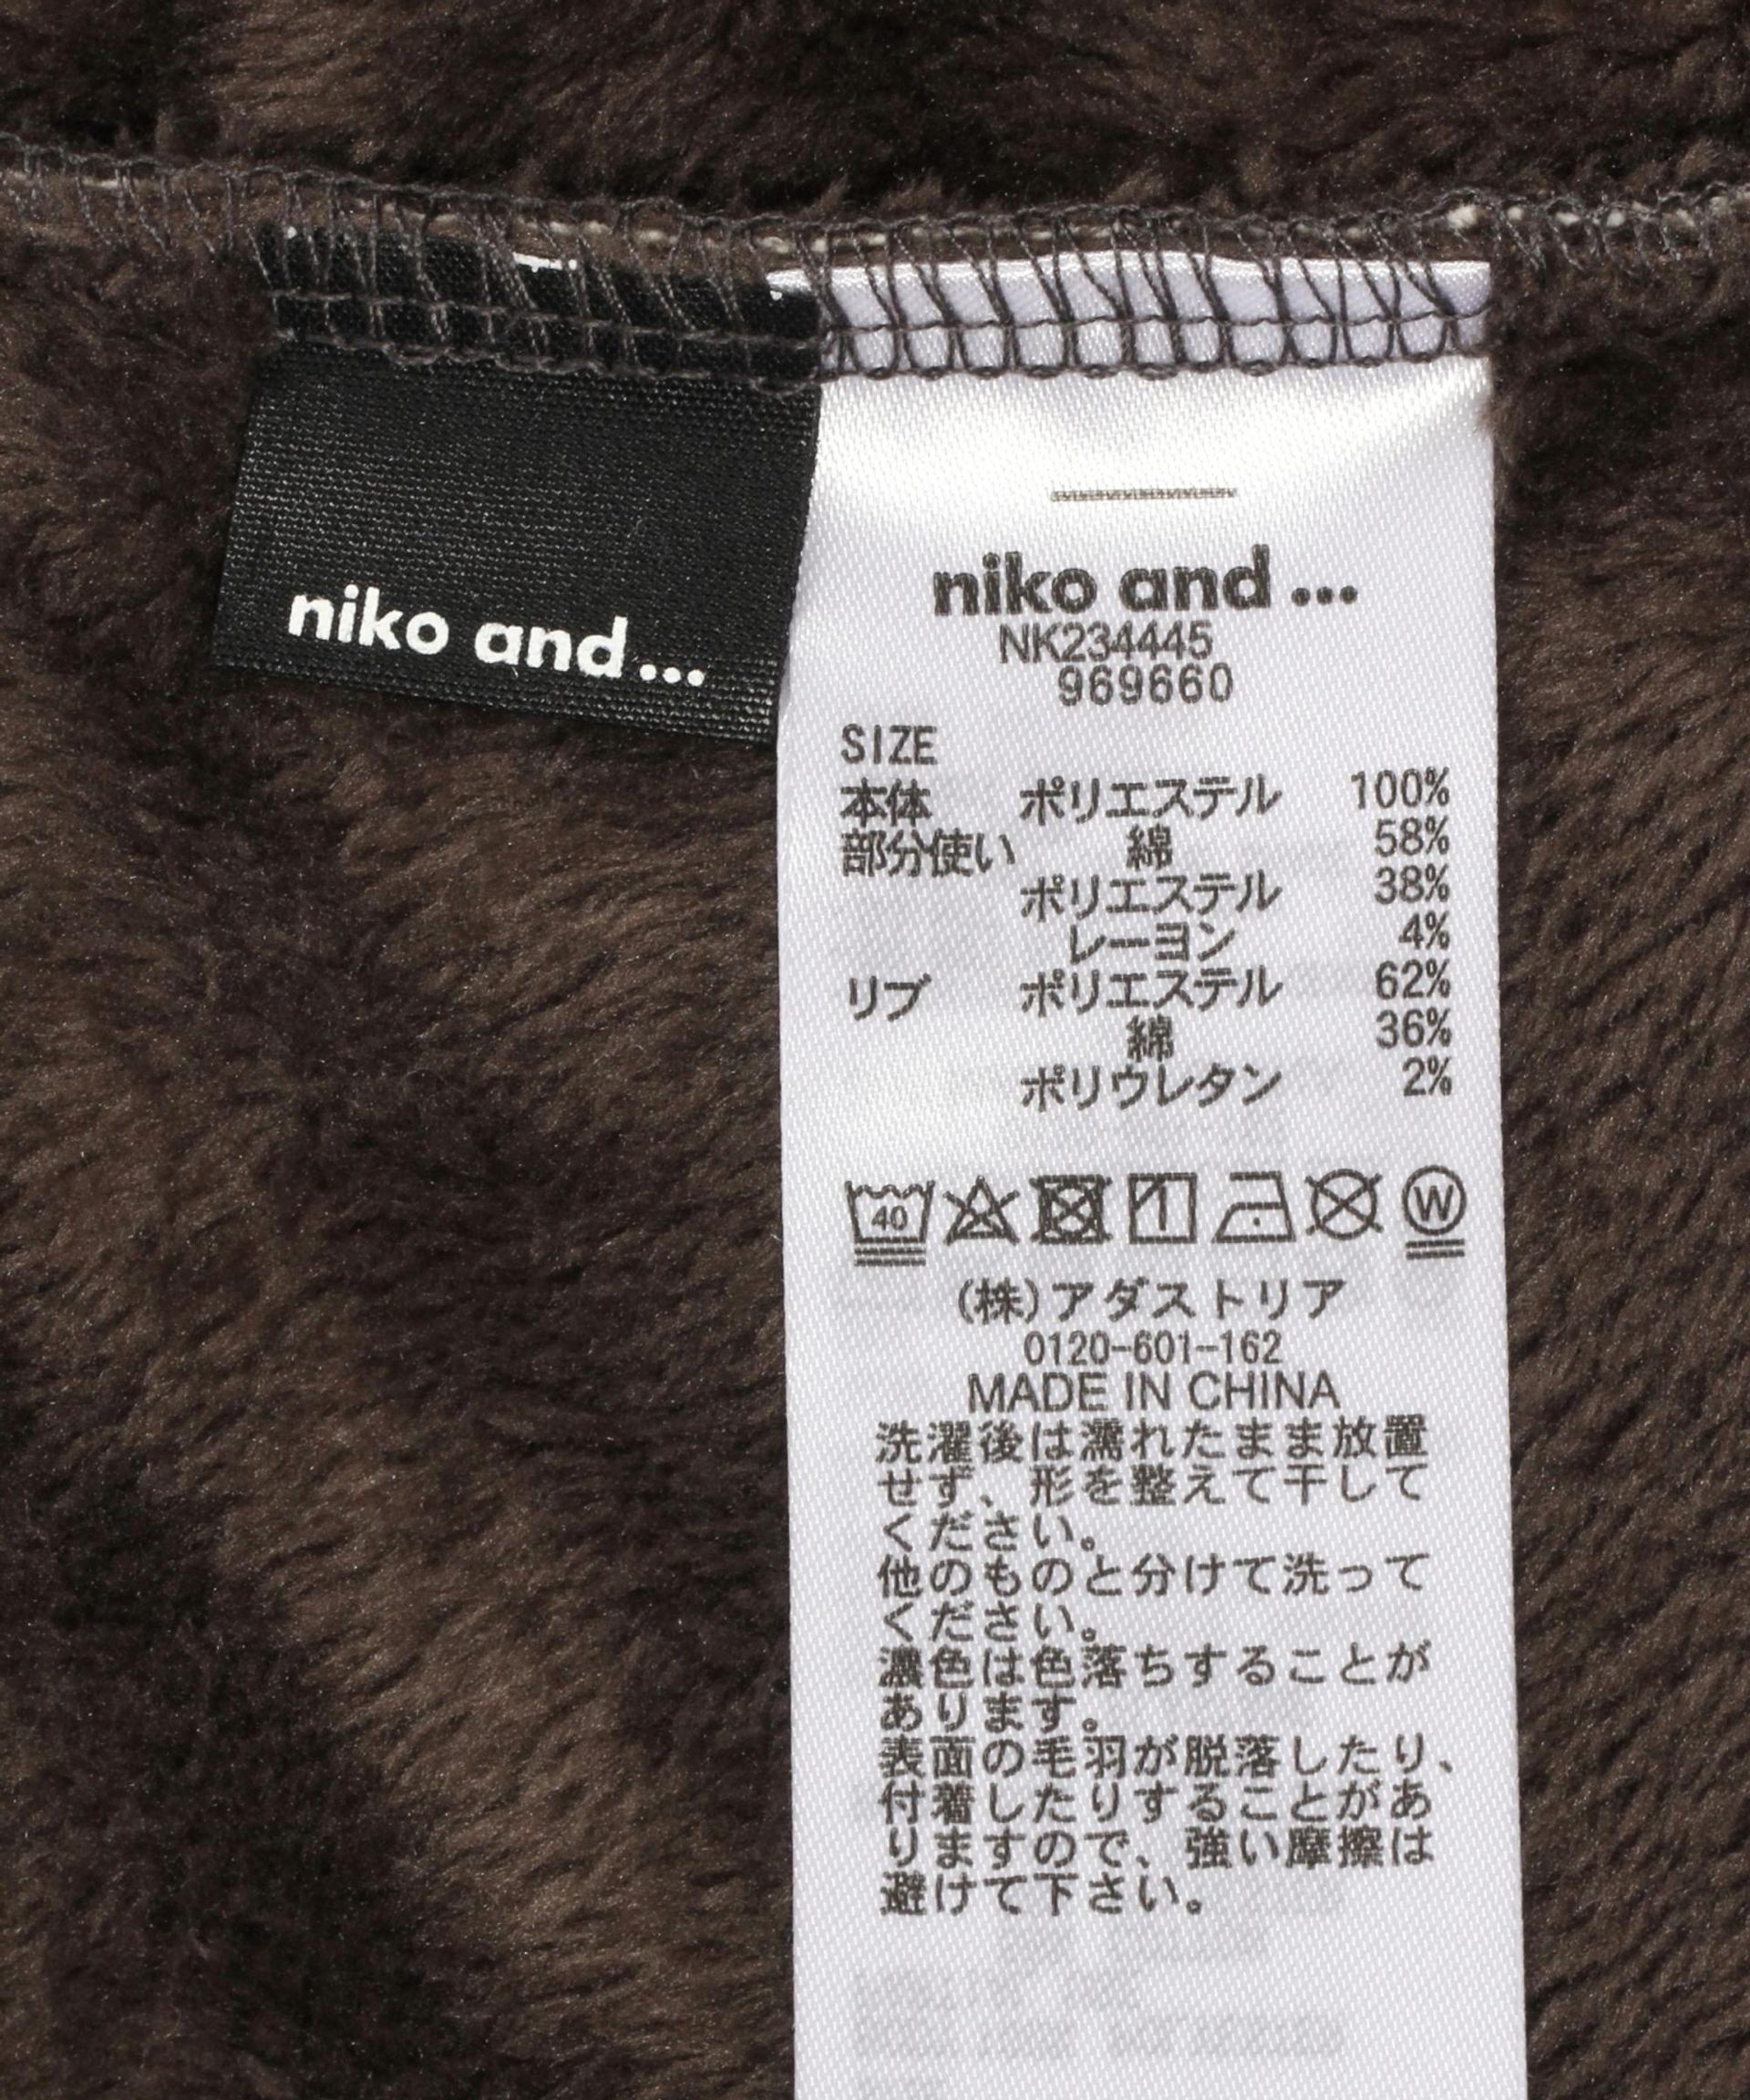 niko and...
niko and...
NK234445
969660
SIZE
本体 ポリエステル 100%
部分使い 綿 58%
ポリエステル 38%
レーヨン 4%
リブ ポリエステル 62%
綿 36%
ポリウレタン 2%
40 W
(株)アダストリア
0120-601-162
MADE IN CHINA
洗濯後は濡れたまま放置
せず、形を整えて干して
ください。
他のものと分けて洗って
ください。
濃色は色落ちすることが
あります。
表面の毛羽が脱落したり、
付着したりすることがあ
りますので、強い摩擦は
避けて下さい。